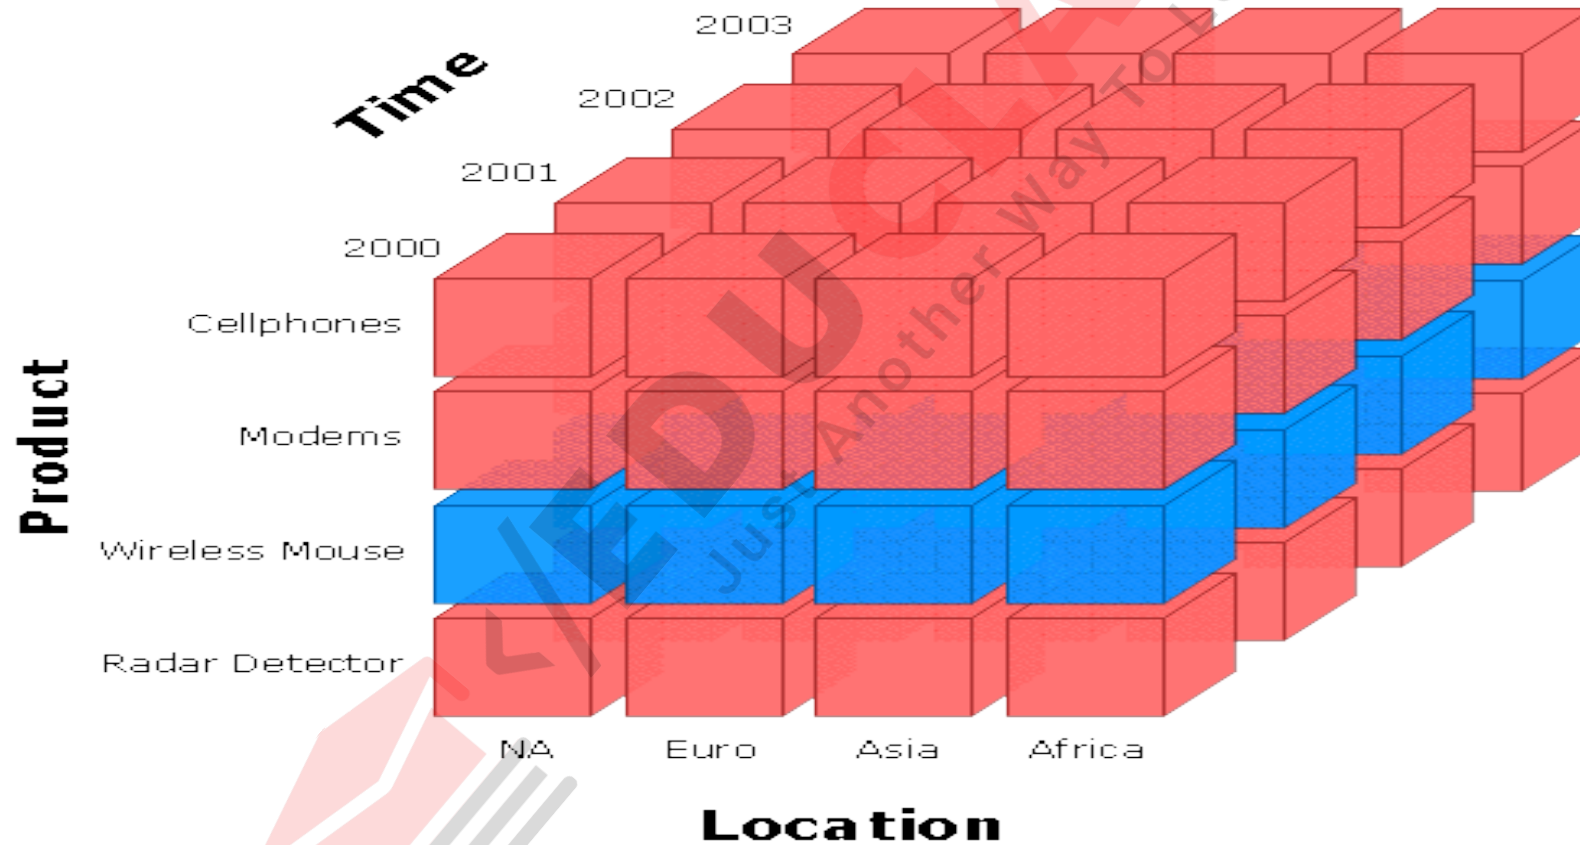 2003
Time
2002
2001
2000
Cellphones
Product
Modems
Wireless Mouse
Radar Detector
NA
Euro
Asia
Africa
Location
EDUCLA
Just Another Way To